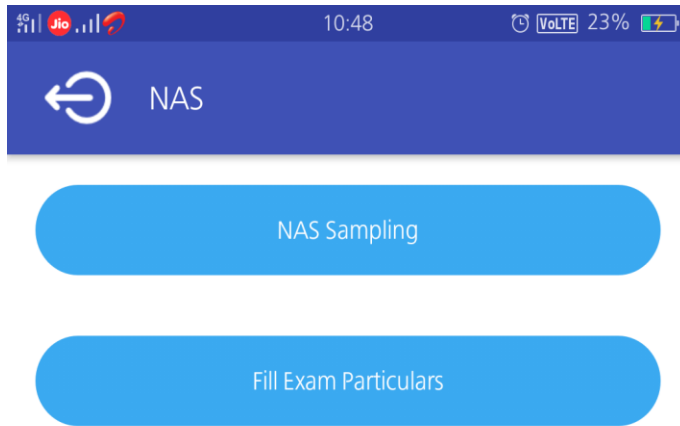 4G Jio 10:48 VoLTE 23%
NAS
NAS Sampling
Fill Exam Particulars